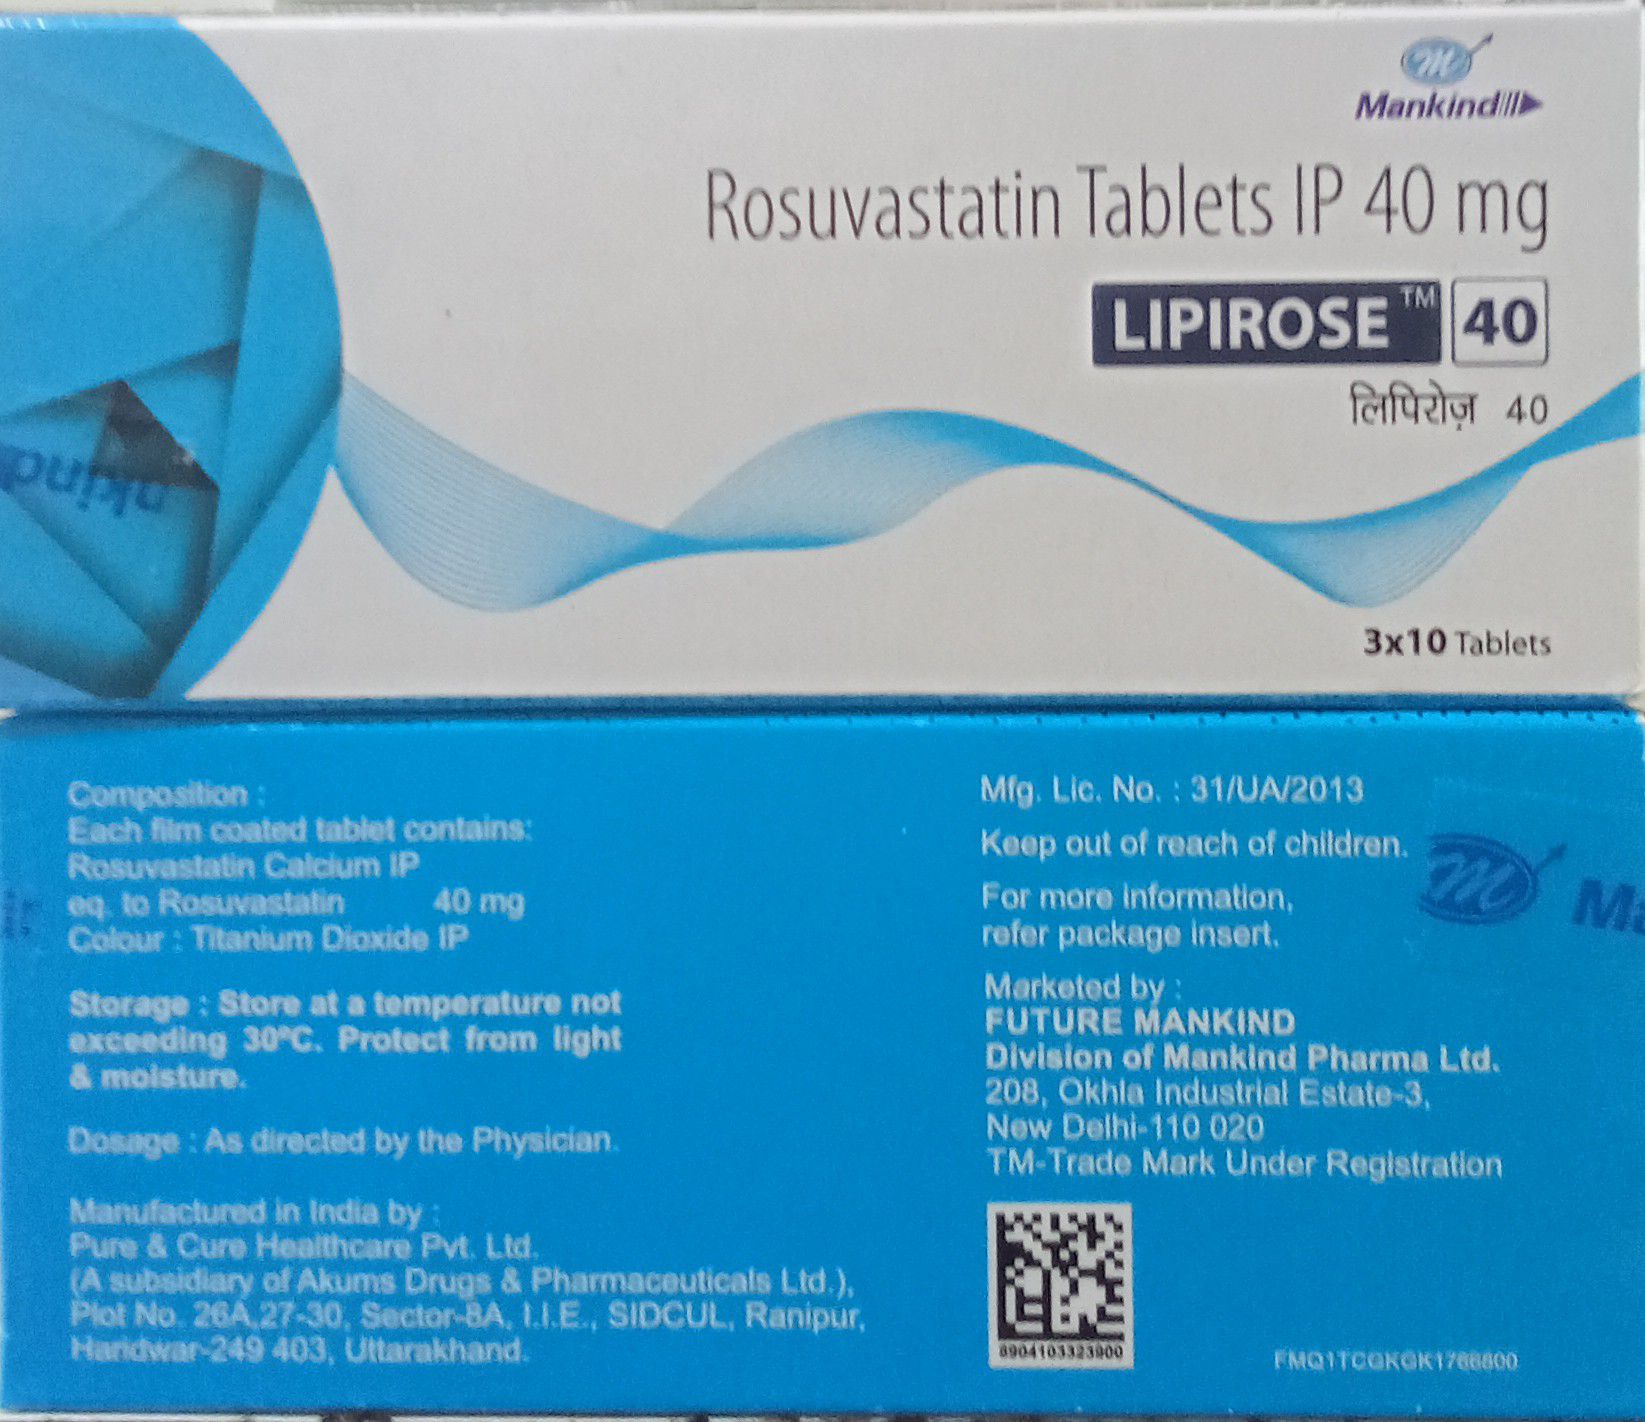 Mankind
Rosuvastatin Tablets IP 40 mg
LIPIROSE™ 40
लिपिरोज़ 40
nkind
3x10 Tablets
Composition :
Each film coated tablet contains:
Rosuvastatin Calcium IP
eq. to Rosuvastatin 40 mg
Colour : Titanium Dioxide IP
Storage : Store at a temperature not
exceeding 30°C. Protect from light
& moisture.
Dosage : As directed by the Physician.
Manufactured in India by :
Pure & Cure Healthcare Pvt. Ltd.
(A subsidiary of Akums Drugs & Pharmaceuticals Ltd.),
Plot No. 26A,27-30, Sector-8A, I.I.E., SIDCUL, Ranipur,
Haridwar-249 403, Uttarakhand.
Mfg. Lic. No. : 31/UA/2013
Keep out of reach of children.
For more information,
refer package insert.
Marketed by :
FUTURE MANKIND
Division of Mankind Pharma Ltd.
208, Okhla Industrial Estate-3,
New Delhi-110 020
TM-Trade Mark Under Registration
8904103323900